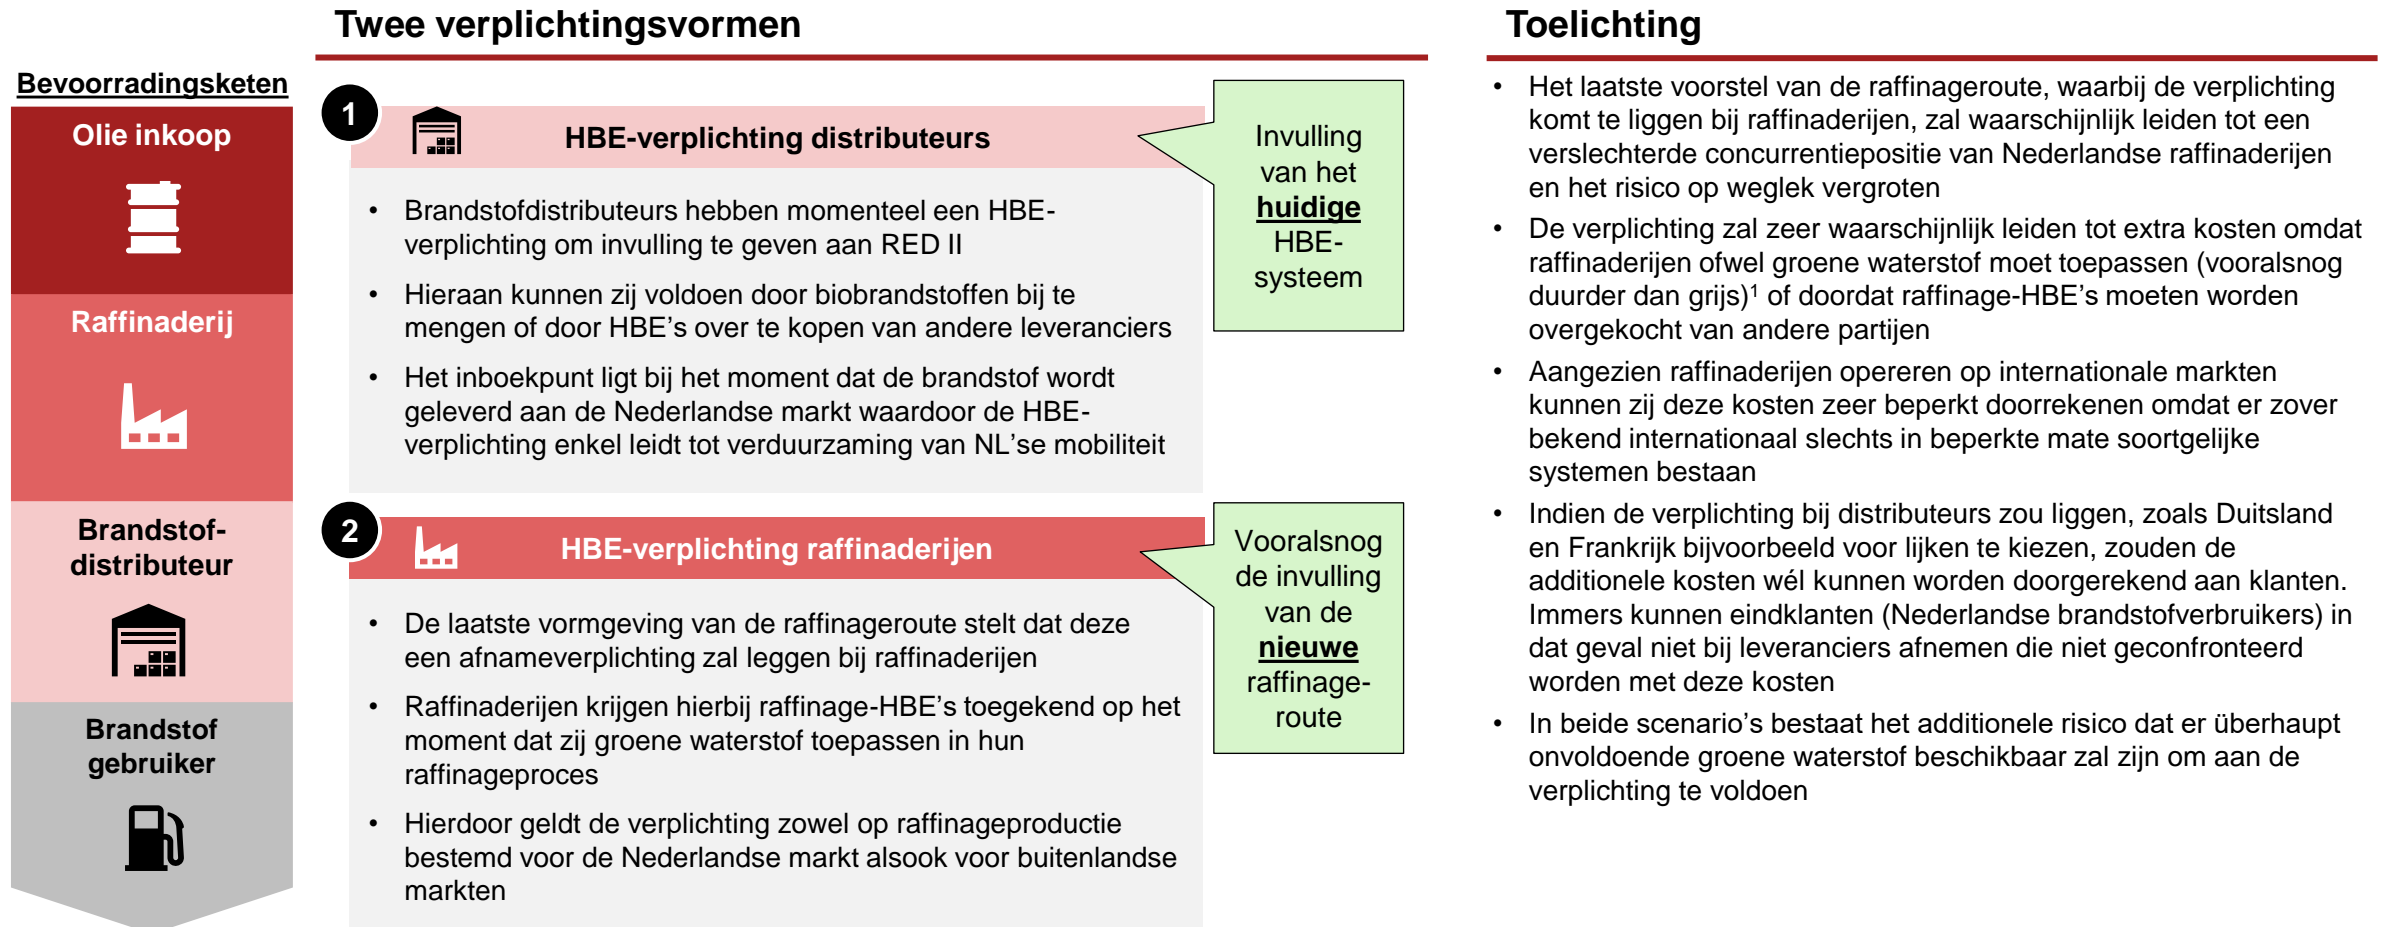 Twee verplichtingsvormen
Toelichting
Bevoorradingsketen
Olie inkoop
Raffinaderij
Brandstof-
distributeur
Brandstof
gebruiker
1
HBE-verplichting distributeurs
• Brandstofdistributeurs hebben momenteel een HBE-
verplichting om invulling te geven aan RED II
• Hieraan kunnen zij voldoen door biobrandstoffen bij te
mengen of door HBE’s over te kopen van andere leveranciers
• Het inboekpunt ligt bij het moment dat de brandstof wordt
geleverd aan de Nederlandse markt waardoor de HBE-
verplichting enkel leidt tot verduurzaming van NL’se mobiliteit
Invulling
van het
huidige
HBE-
systeem
2
HBE-verplichting raffinaderijen
• De laatste vormgeving van de raffinageroute stelt dat deze
een afnameverplichting zal leggen bij raffinaderijen
• Raffinaderijen krijgen hierbij raffinage-HBE’s toegekend op het
moment dat zij groene waterstof toepassen in hun
raffinageproces
• Hierdoor geldt de verplichting zowel op raffinageproductie
bestemd voor de Nederlandse markt alsook voor buitenlandse
markten
Vooralsnog
de invulling
van de
nieuwe
raffinage-
route
• Het laatste voorstel van de raffinageroute, waarbij de verplichting
komt te liggen bij raffinaderijen, zal waarschijnlijk leiden tot een
verslechterde concurrentiepositie van Nederlandse raffinaderijen
en het risico op weglek vergroten
• De verplichting zal zeer waarschijnlijk leiden tot extra kosten omdat
raffinaderijen ofwel groene waterstof moet toepassen (vooralsnog
duurder dan grijs)¹ of doordat raffinage-HBE’s moeten worden
overgekocht van andere partijen
• Aangezien raffinaderijen opereren op internationale markten
kunnen zij deze kosten zeer beperkt doorrekenen omdat er zover
bekend internationaal slechts in beperkte mate soortgelijke
systemen bestaan
• Indien de verplichting bij distributeurs zou liggen, zoals Duitsland
en Frankrijk bijvoorbeeld voor lijken te kiezen, zouden de
additionele kosten wél kunnen worden doorgerekend aan klanten.
Immers kunnen eindklanten (Nederlandse brandstofverbruikers) in
dat geval niet bij leveranciers afnemen die niet geconfronteerd
worden met deze kosten
• In beide scenario’s bestaat het additionele risico dat er überhaupt
onvoldoende groene waterstof beschikbaar zal zijn om aan de
verplichting te voldoen